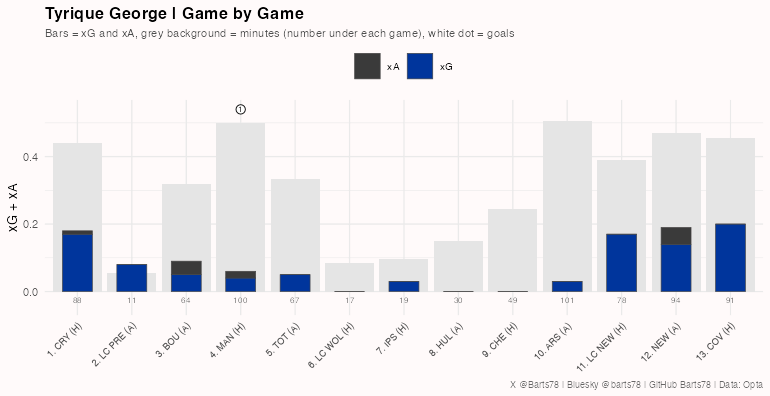 Tyrique George | Game by Game
Bars = xG and xA, grey background = minutes (number under each game), white dot = goals
xA xG
1
xG + xA
0.4
0.2
0.0
88 11 64 100 67 17 19 30 49 101 78 94 91
1. CRY (H)
2. LC PRE (A)
3. BOU (A)
4. MAN (H)
5. TOT (A)
6. LC WOL (H)
7. IPS (H)
8. HUL (A)
9. CHE (H)
10. ARS (A)
11. LC NEW (H)
12. NEW (A)
13. COV (H)
X @Barts78 | Bluesky @barts78 | GitHub Barts78 | Data: Opta